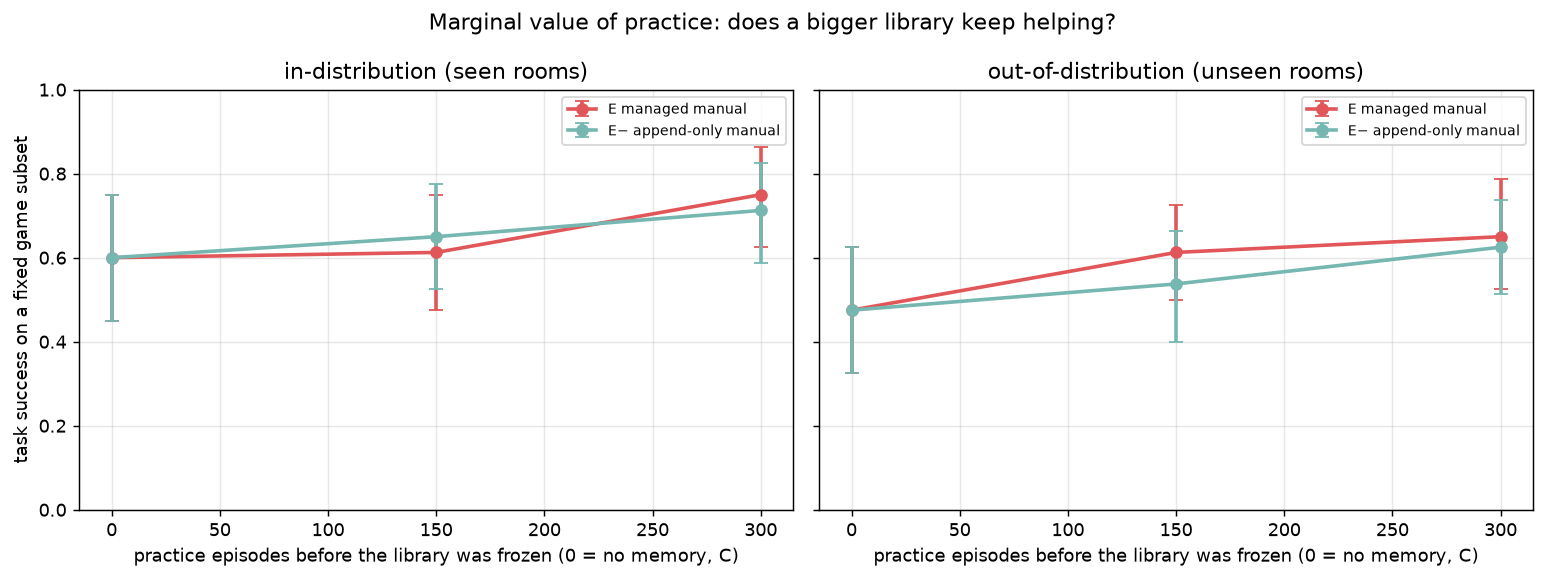 Marginal value of practice: does a bigger library keep helping?
in-distribution (seen rooms)
E managed manual
E− append-only manual
task success on a fixed game subset
1.0
0.8
0.6
0.4
0.2
0.0
0 50 100 150 200 250 300
practice episodes before the library was frozen (0 = no memory, C)
out-of-distribution (unseen rooms)
E managed manual
E− append-only manual
0 50 100 150 200 250 300
practice episodes before the library was frozen (0 = no memory, C)